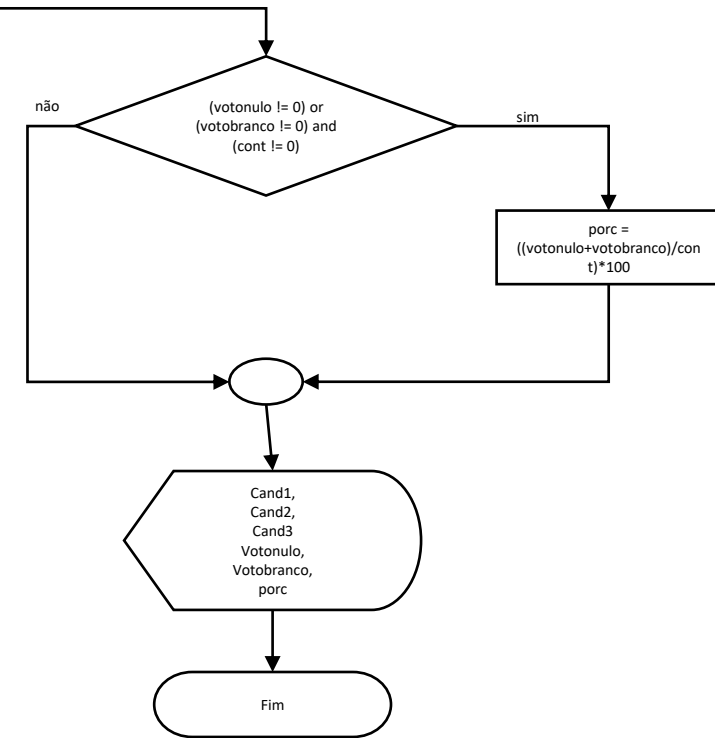 não
(votonulo != 0) or
(votobranco != 0) and
(cont != 0)
sim
porc =
((votonulo+votobranco)/con
t)*100
Cand1,
Cand2,
Cand3
Votonulo,
Votobranco,
porc
Fim